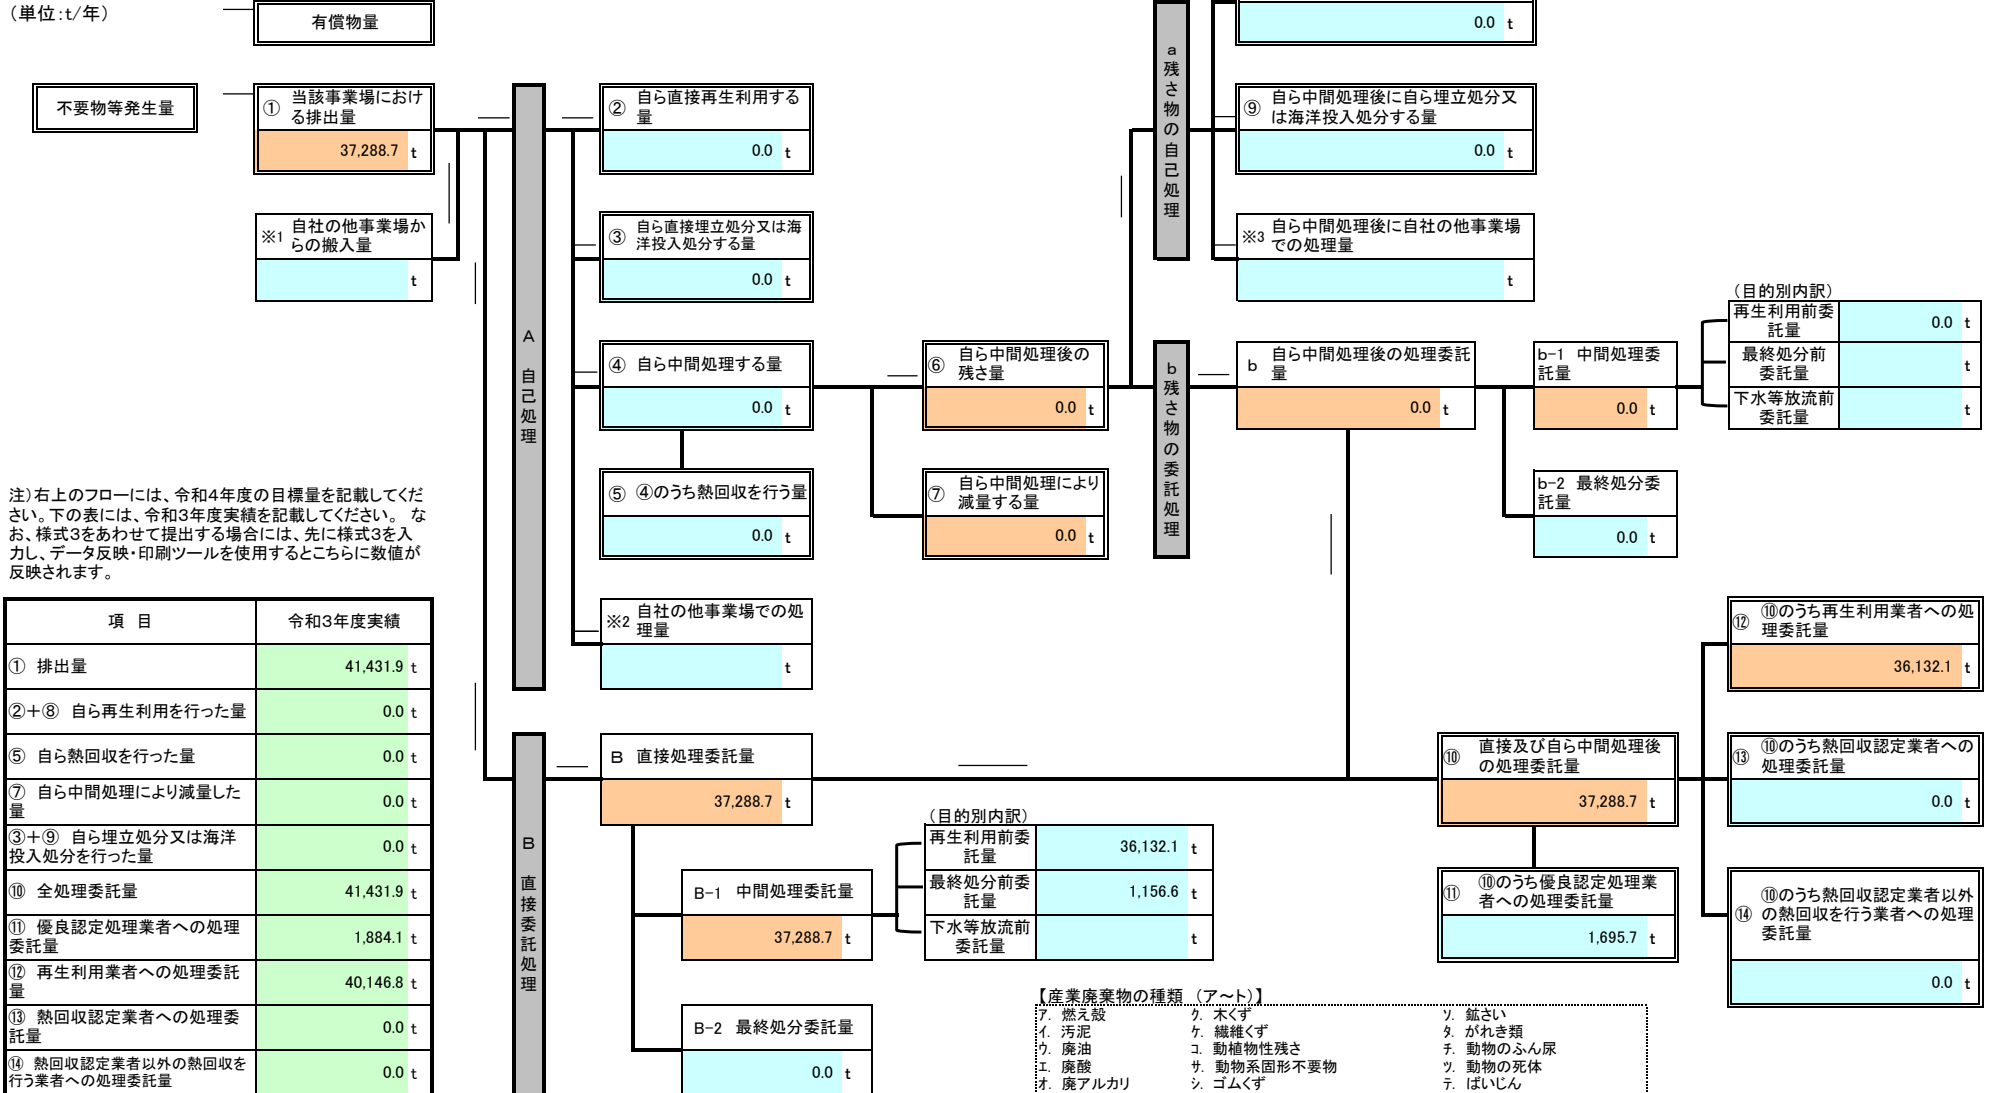 （単位：t/年）
有償物量
不要物等発生量
① 当該事業場におけ
る排出量
37,288.7 t
※1 自社の他事業場か
らの搬入量
t
A 自己処理
② 自ら直接再生利用する
量
0.0 t
③ 自ら直接埋立処分又は海
洋投入処分する量
0.0 t
④ 自ら中間処理する量
0.0 t
⑤ ④のうち熱回収を行う量
0.0 t
※2 自社の他事業場での処
理量
t
⑥ 自ら中間処理後の
残さ量
0.0 t
⑦ 自ら中間処理により
減量する量
0.0 t
a 残さ物の自己処理
0.0 t
⑨ 自ら中間処理後に自ら埋立処分又
は海洋投入処分する量
0.0 t
※3 自ら中間処理後に自社の他事業場
での処理量
t
b 残さ物の委託処理
b 自ら中間処理後の処理委託
量
0.0 t
b-1 中間処理委
託量
0.0 t
b-2 最終処分委
託量
0.0 t
（目的別内訳）
再生利用前委
託量
0.0 t
最終処分前
委託量
t
下水等放流前
委託量
t
注）右上のフローには、令和４年度の目標量を記載してくだ
さい。下の表には、令和３年度実績を記載してください。 な
お、様式３をあわせて提出する場合には、先に様式３を入
力し、データ反映・印刷ツールを使用するとこちらに数値が
反映されます。
項 目 令和３年度実績
① 排出量 41,431.9 t
②＋⑧ 自ら再生利用を行った量 0.0 t
⑤ 自ら熱回収を行った量 0.0 t
⑦ 自ら中間処理により減量した
量 0.0 t
③＋⑨ 自ら埋立処分又は海洋
投入処分を行った量 0.0 t
⑩ 全処理委託量 41,431.9 t
⑪ 優良認定処理業者への処理
委託量 1,884.1 t
⑫ 再生利用業者への処理委託
量 40,146.8 t
⑬ 熱回収認定業者への処理委
託量 0.0 t
⑭ 熱回収認定業者以外の熱回収を
行う業者への処理委託量 0.0 t
B 直接委託処理
B 直接処理委託量
37,288.7 t
B-1 中間処理委託量
37,288.7 t
B-2 最終処分委託量
0.0 t
（目的別内訳）
再生利用前委
託量
36,132.1 t
最終処分前委
託量
1,156.6 t
下水等放流前
委託量
t
⑩ 直接及び自ら中間処理後
の処理委託量
37,288.7 t
⑪ ⑩のうち優良認定処理業
者への処理委託量
1,695.7 t
⑫ ⑩のうち再生利用業者への処
理委託量
36,132.1 t
⑬ ⑩のうち熱回収認定業者への
処理委託量
0.0 t
⑭ ⑩のうち熱回収認定業者以外
の熱回収を行う業者への処理
委託量
0.0 t
【産業廃棄物の種類 （ア～ト）】
ア. 燃え殻 ク. 木くず ソ. 鉱さい
イ. 汚泥 ケ. 繊維くず タ. がれき類
ウ. 廃油 コ. 動植物性残さ チ. 動物のふん尿
エ. 廃酸 サ. 動物系固形不要物 ツ. 動物の死体
オ. 廃アルカリ シ. ゴムくず テ. ばいじん